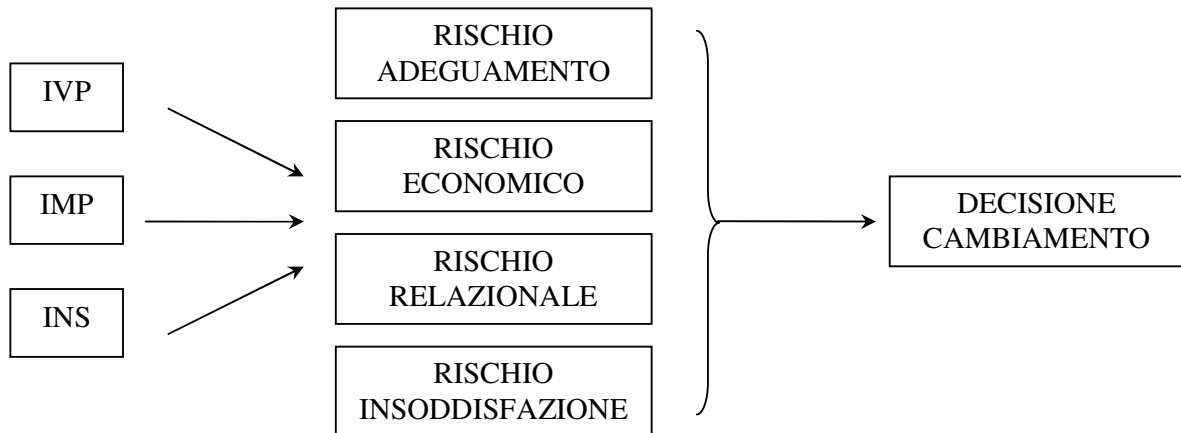 IVP
IMP
INS
RISCHIO
ADEGUAMENTO
RISCHIO
ECONOMICO
RISCHIO
RELAZIONALE
RISCHIO
INSODDISFAZIONE
DECISIONE
CAMBIAMENTO